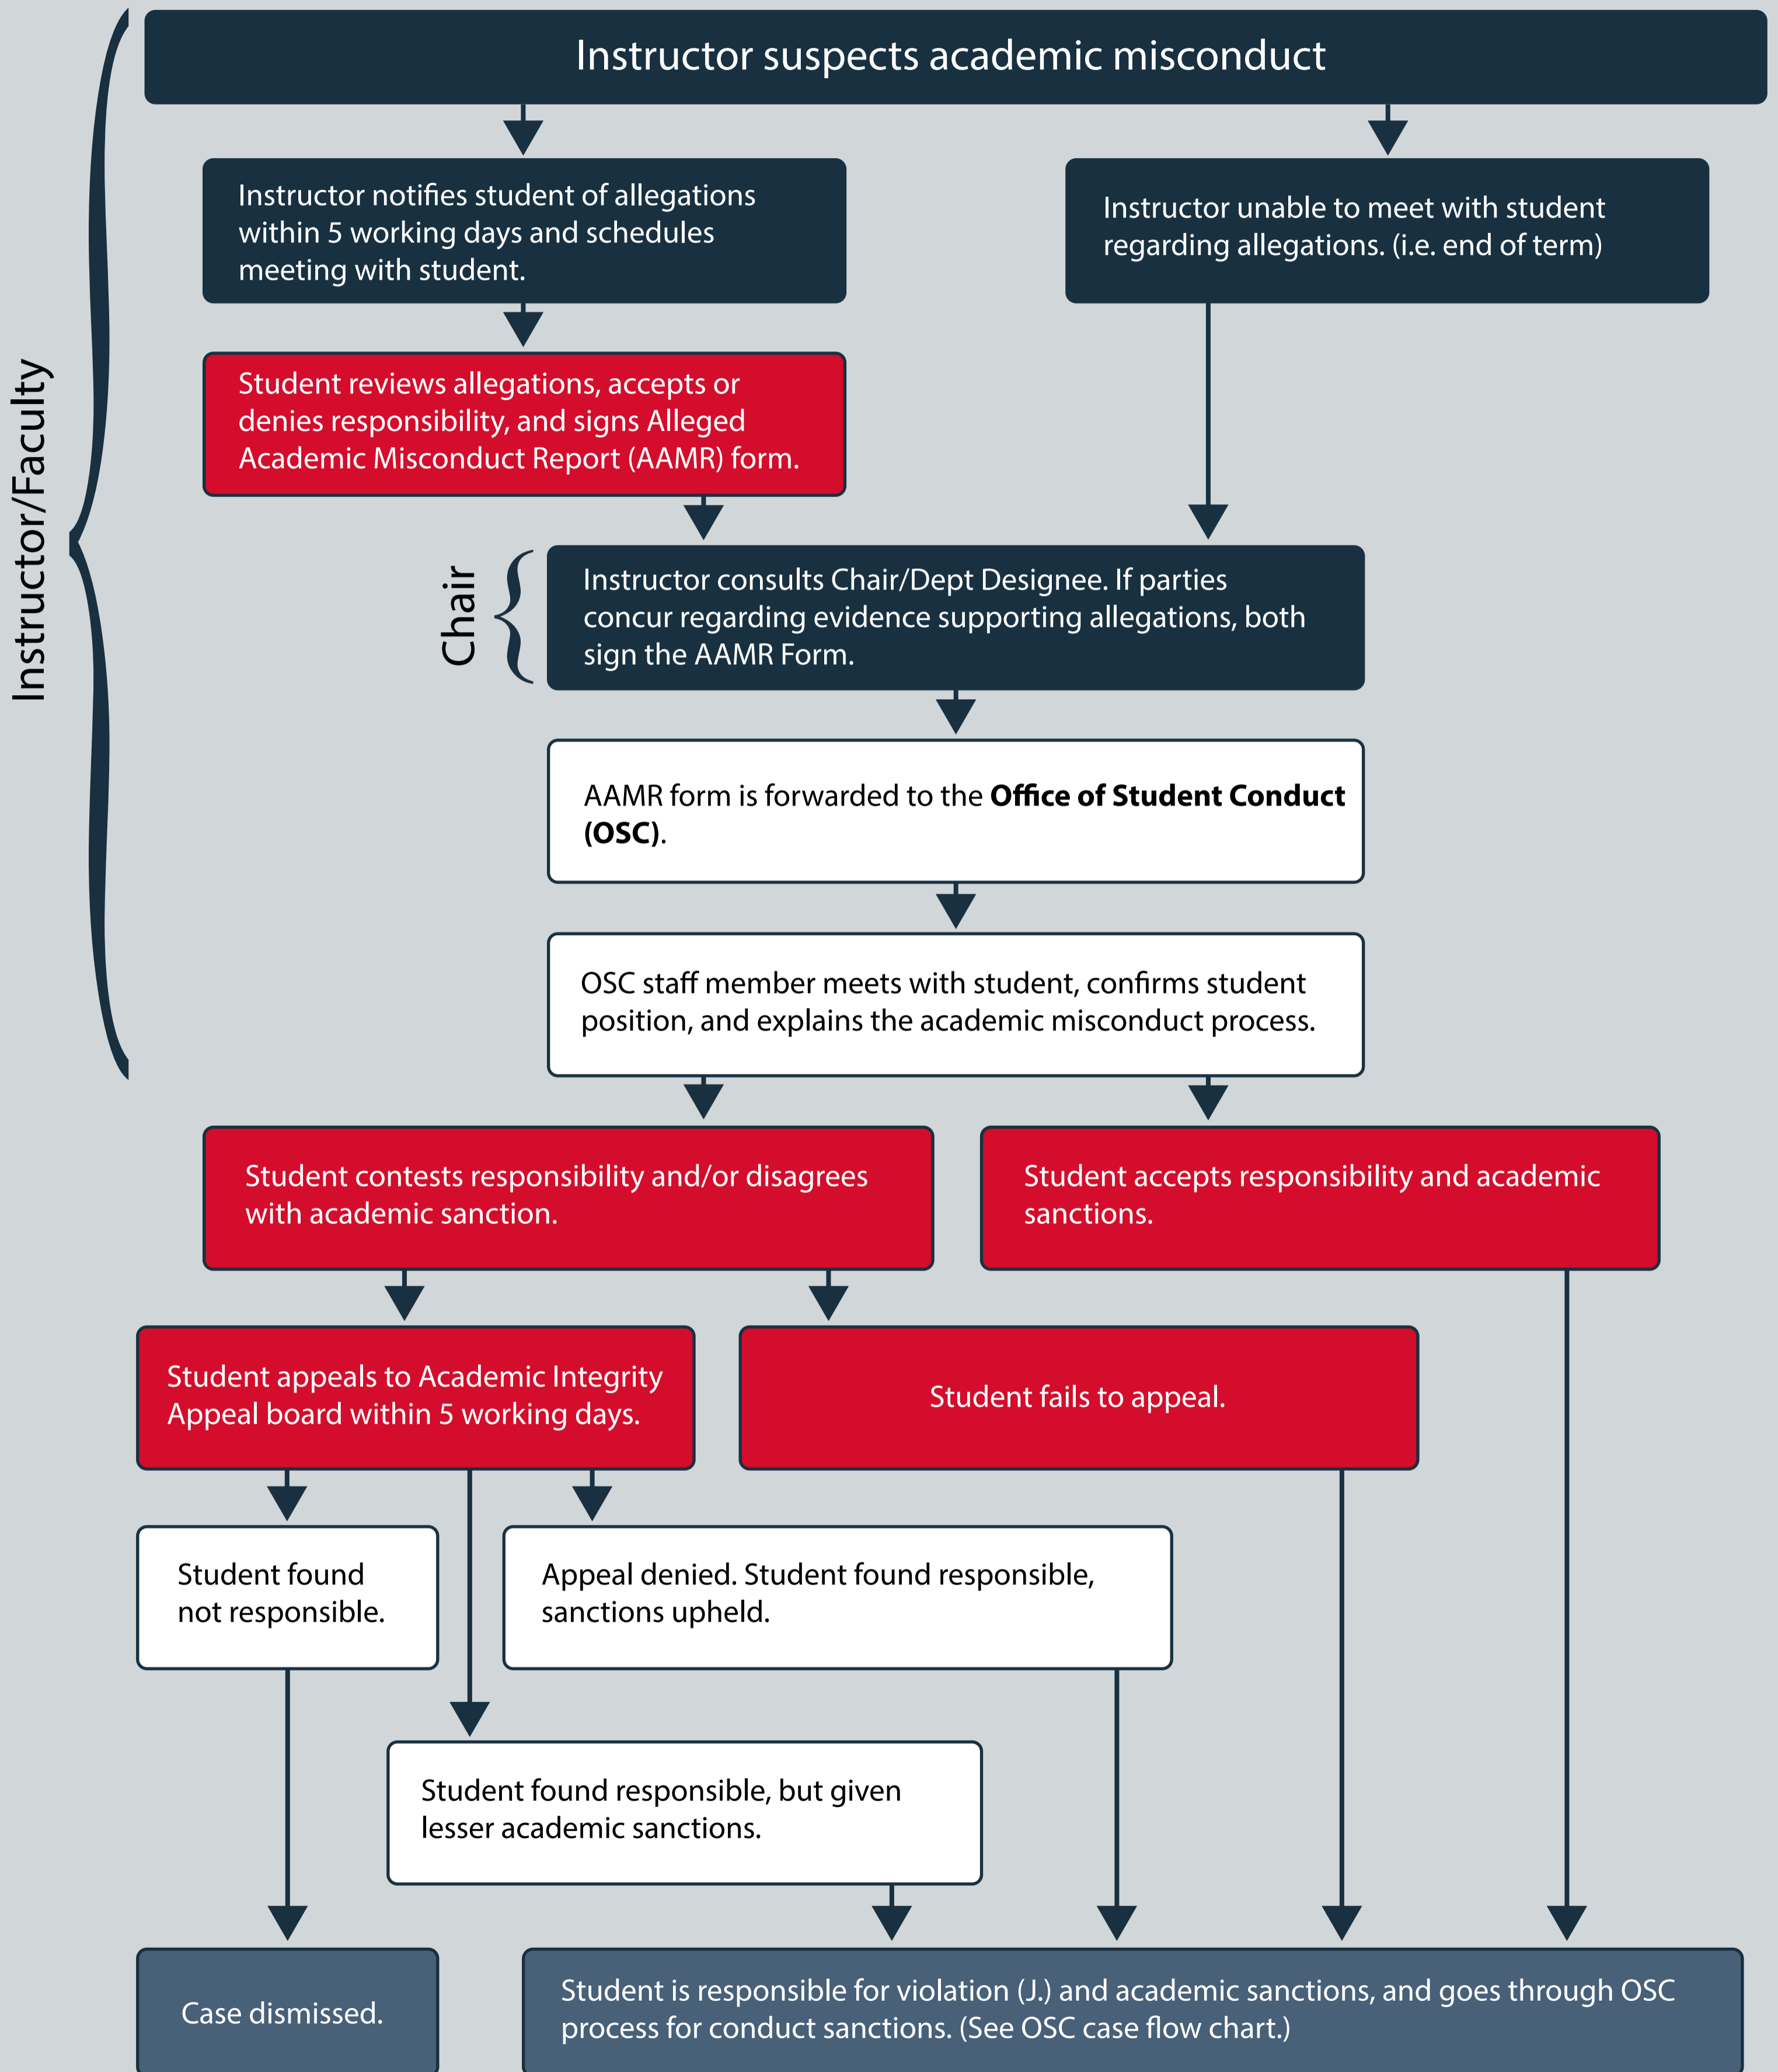 Instructor suspects academic misconduct
Instructor notifies student of allegations
within 5 working days and schedules
meeting with student.
Instructor unable to meet with student
regarding allegations. (i.e. end of term)
Student reviews allegations, accepts or
denies responsibility, and signs Alleged
Academic Misconduct Report (AAMR) form.
Instructor/Faculty
Chair
Instructor consults Chair/Dept Designee. If parties
concur regarding evidence supporting allegations, both
sign the AAMR Form.
AAMR form is forwarded to the Office of Student Conduct
(OSC).
OSC staff member meets with student, confirms student
position, and explains the academic misconduct process.
Student contests responsibility and/or disagrees
with academic sanction.
Student accepts responsibility and academic
sanctions.
Student appeals to Academic Integrity
Appeal board within 5 working days.
Student fails to appeal.
Student found
not responsible.
Appeal denied. Student found responsible,
sanctions upheld.
Student found responsible, but given
lesser academic sanctions.
Case dismissed.
Student is responsible for violation (J.) and academic sanctions, and goes through OSC
process for conduct sanctions. (See OSC case flow chart.)